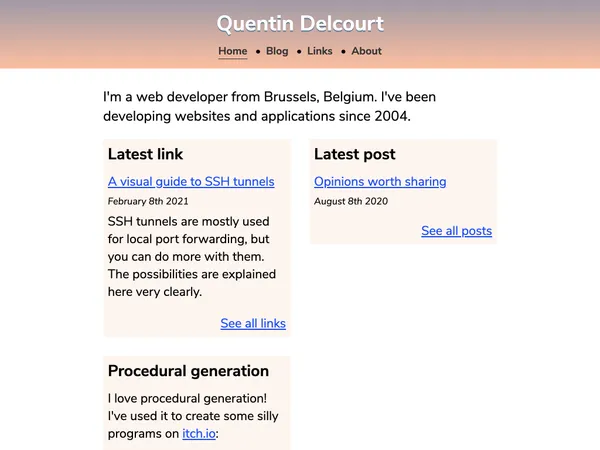 Quentin Delcourt
Home • Blog • Links • About
I'm a web developer from Brussels, Belgium. I've been
developing websites and applications since 2004.
Latest link
A visual guide to SSH tunnels
February 8th 2021
SSH tunnels are mostly used
for local port forwarding, but
you can do more with them.
The possibilities are explained
here very clearly.
See all links
Latest post
Opinions worth sharing
August 8th 2020
See all posts
Procedural generation
I love procedural generation!
I've used it to create some silly
programs on itch.io: